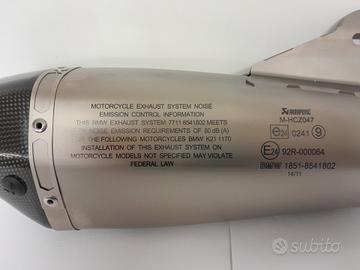 MOTORCYCLE EXHAUST SYSTEM NOISE
EMISSION CONTROL INFORMATION
THIS BMW EXHAUST SYSTEM 7711 8541802 MEETS
NOISE EMISSION REQUIREMENTS OF 80 dB (A)
FOR THE FOLLOWING MOTORCYCLES BMW K21 1170
INSTALLATION OF THIS EXHAUST SYSTEM ON
MOTORCYCLE MODELS NOT SPECIFIED MAY VIOLATE
FEDERAL LAW
AKRAPOVIČ
M-HCZ047
e24 0241 9
E24 92R-000064
BMW 1851-8541802
14/11
subito